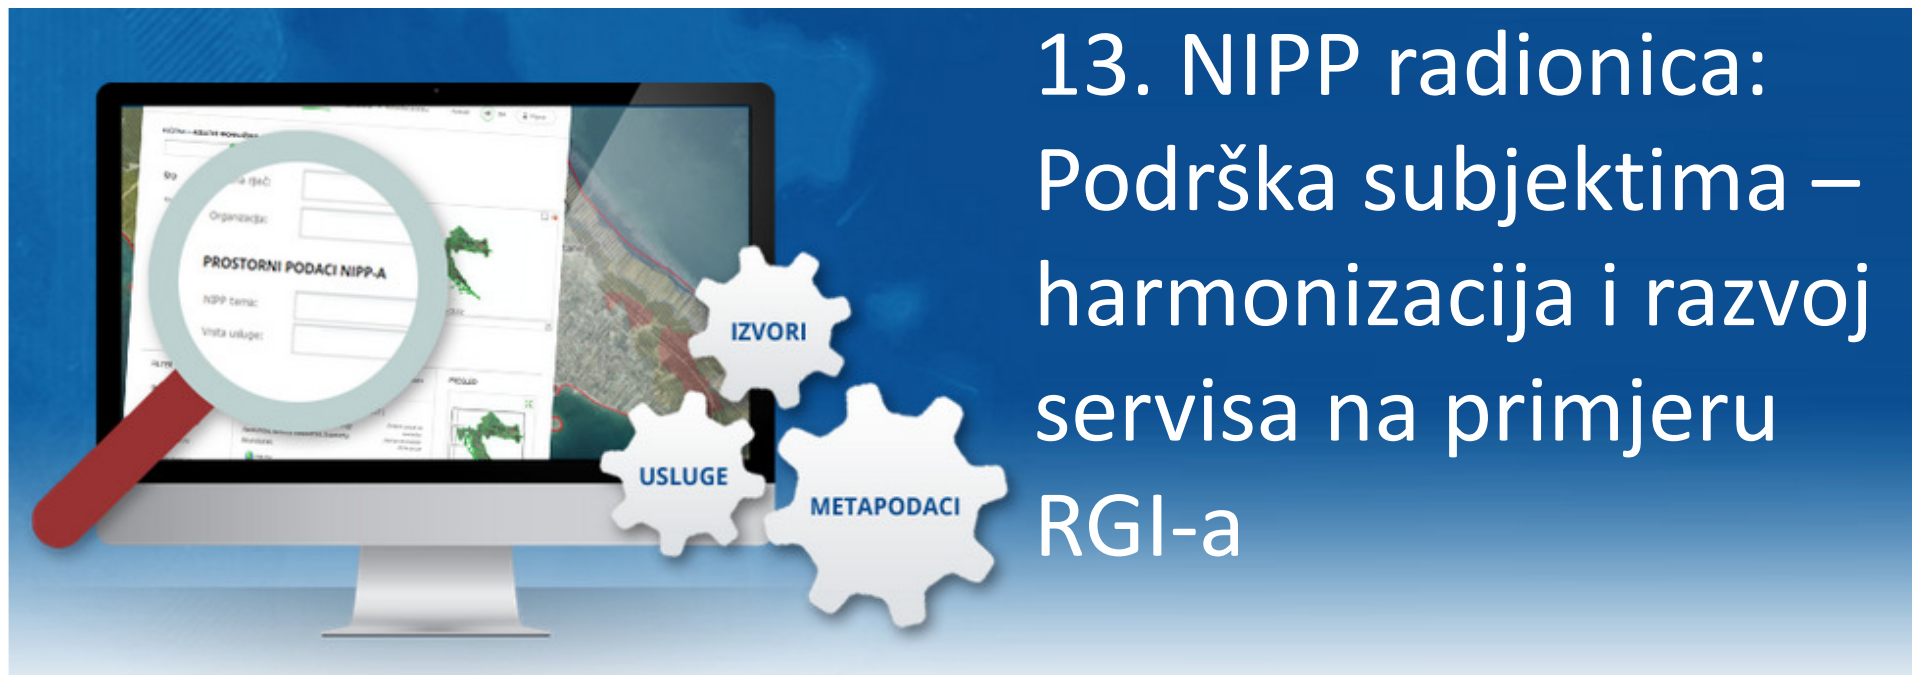 13. NIPP radionica:
Podrška subjektima –
harmonizacija i razvoj
servisa na primjeru
RGI-a
Organizacija:
PROSTORNI PODACI NIPP-A
NIPP tema:
Vrsta usluge:
IZVORI
USLUGE
METAPODACI